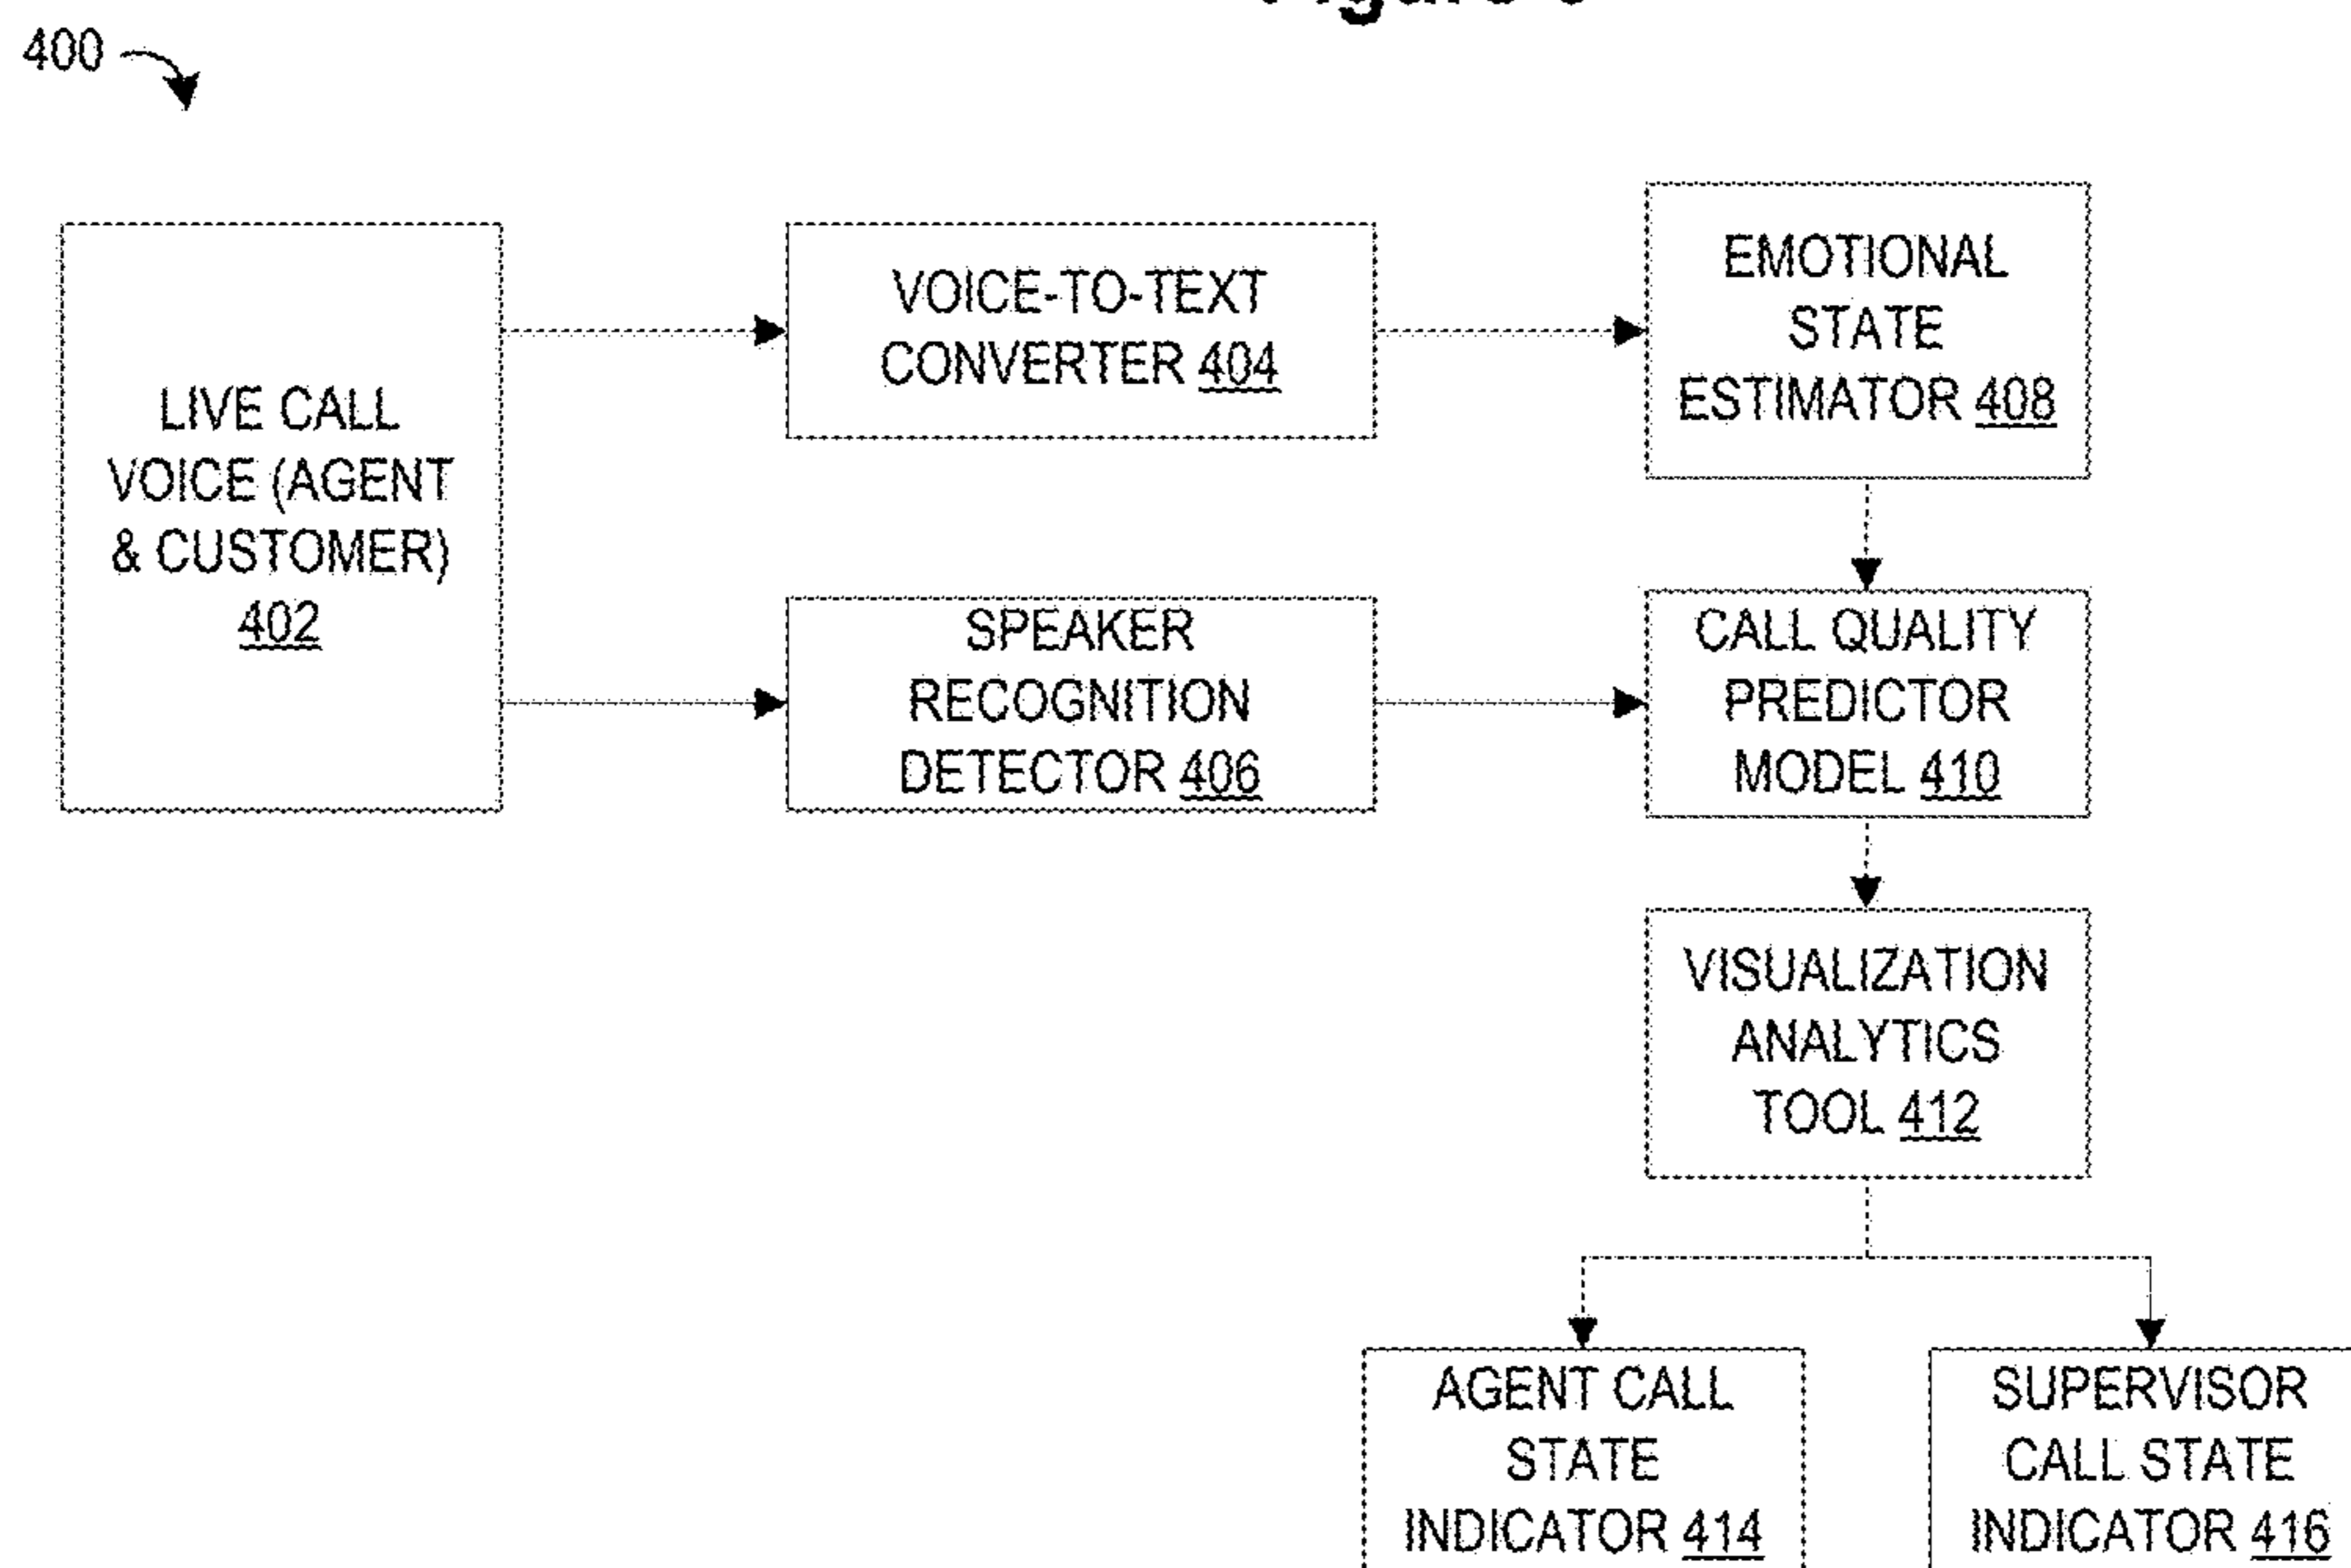 400
LIVE CALL
VOICE (AGENT
& CUSTOMER)
402
VOICE-TO-TEXT
CONVERTER 404
SPEAKER
RECOGNITION
DETECTOR 406
EMOTIONAL
STATE
ESTIMATOR 408
CALL QUALITY
PREDICTOR
MODEL 410
VISUALIZATION
ANALYTICS
TOOL 412
AGENT CALL
STATE
INDICATOR 414
SUPERVISOR
CALL STATE
INDICATOR 416